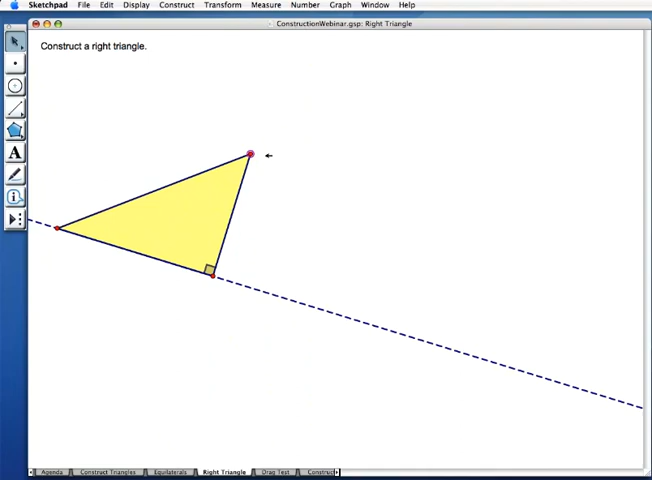 Sketchpad File Edit Display Construct Transform Measure Number Graph Window Help
ConstructionWebinar.gsp: Right Triangle
Construct a right triangle.
A
Agenda Construct Triangles Equilaterals Right Triangle Drag Test Construct